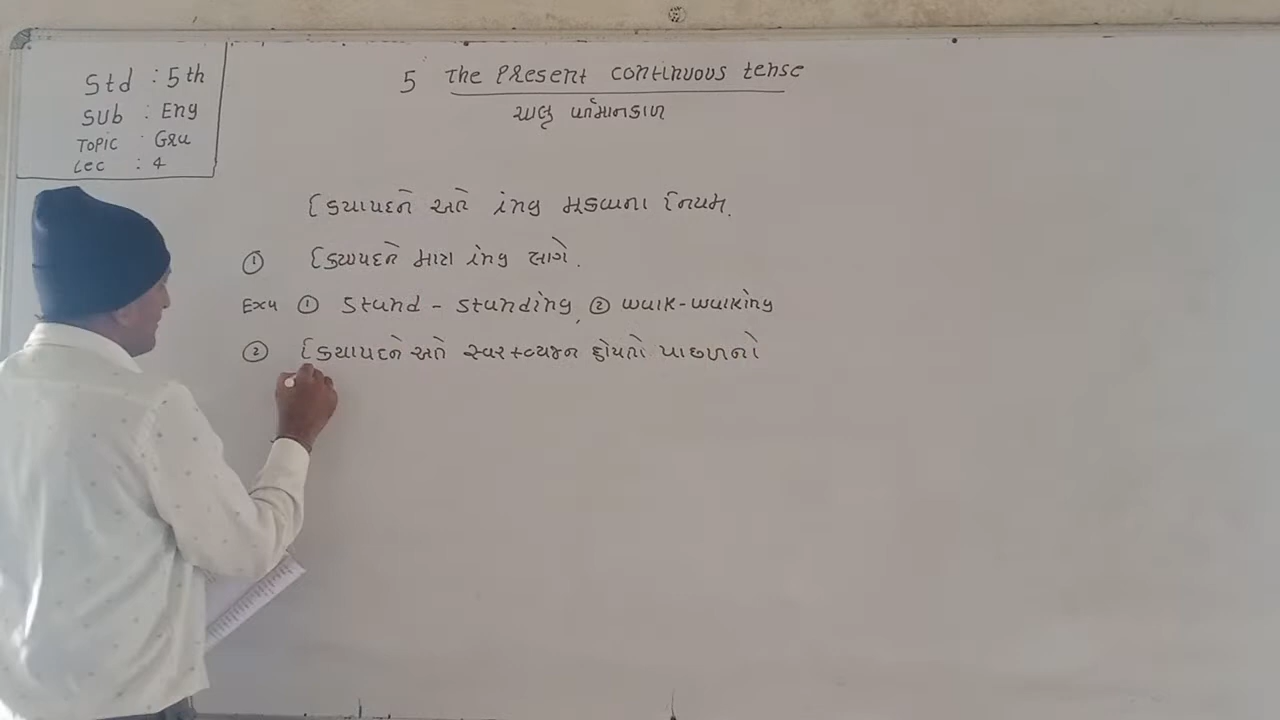 Std : 5th
Sub : Eng
Topic : Gra
Lec : 4
5 The Present continuous tense
ચાલુ વર્તમાનકાળ
ક્રિયાપદને અંતે ing મૂકવાના નિયમ.
① ક્રિયાપદને મારા ing લાગે.
Exa ① Stand - standing, ② walk-walking
② ક્રિયાપદને અંતે સ્વર+વ્યંજન હોયતો પાછળનો